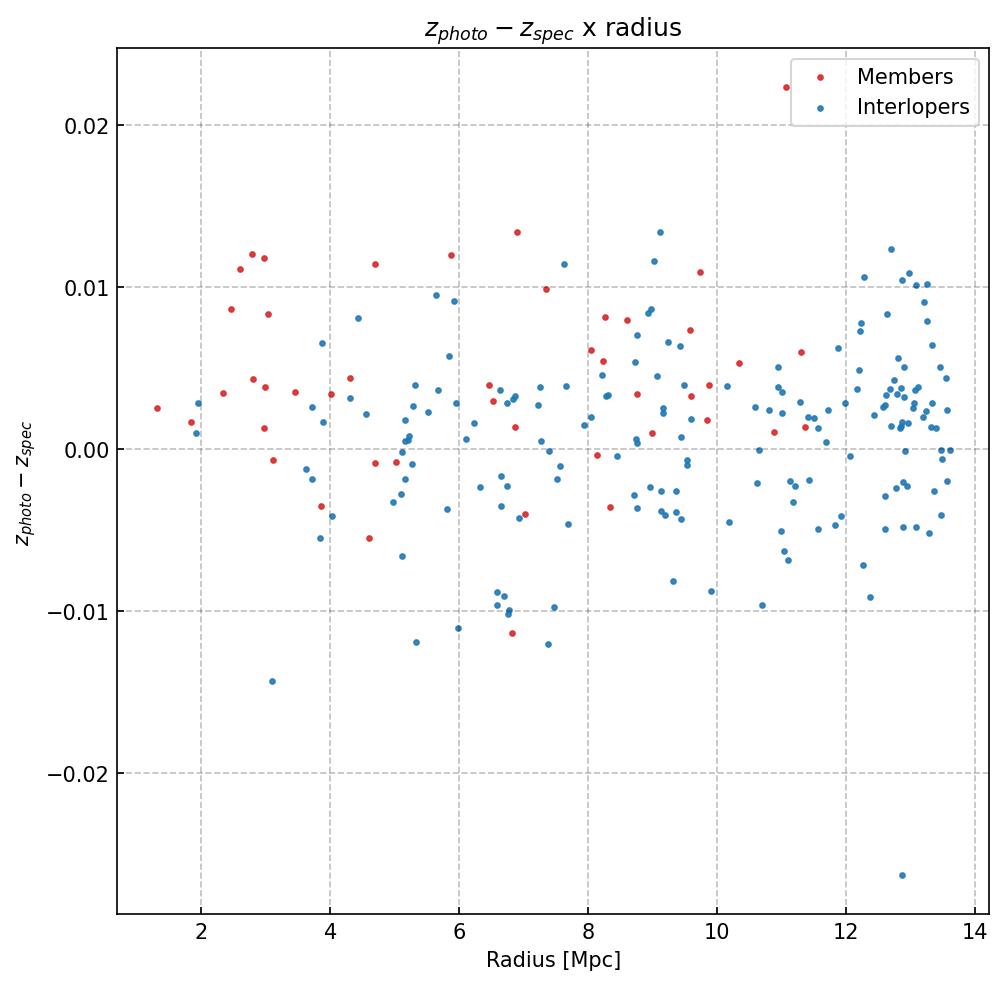 z_photo − z_spec x radius
Members
Interlopers
0.02
0.01
0.00
−0.01
−0.02
z_photo − z_spec
2 4 6 8 10 12 14
Radius [Mpc]